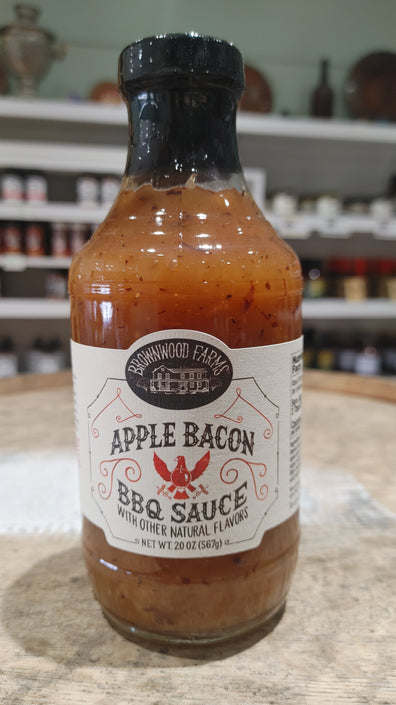 BROWNWOOD FARMS
APPLE BACON
BBQ SAUCE
WITH OTHER NATURAL FLAVORS
NET WT. 20 OZ (567g)